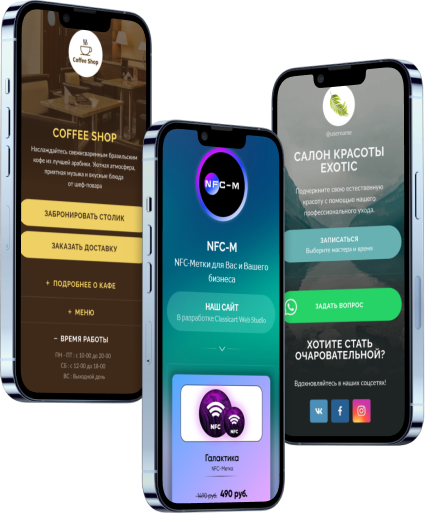 Coffee Shop
COFFEE SHOP
Наслаждайтесь свежесваренным бразильским
кофе из лучшей арабики. Уютная атмосфера,
приятная музыка и вкусные блюда
от шеф-повара
ЗАБРОНИРОВАТЬ СТОЛИК
ЗАКАЗАТЬ ДОСТАВКУ
+ ПОДРОБНЕЕ О КАФЕ
+ МЕНЮ
– ВРЕМЯ РАБОТЫ
ПН - ПТ : с 10-00 до 20-00
СБ : с 12-00 до 18-00
ВС : Выходной день
NFC-M
NFC-M
NFC-Метки для Вас и Вашего
бизнеса
НАШ САЙТ
В разработке Classicart Web Studio
NFC
NFC
Галактика
NFC-Метка
1490 руб. 490 руб.
@username
САЛОН КРАСОТЫ
EXOTIC
Подчеркните свою естественную
красоту с помощью нашего
профессионального ухода.
ЗАПИСАТЬСЯ
Выберите мастера и время
ЗАДАТЬ ВОПРОС
ХОТИТЕ СТАТЬ
ОЧАРОВАТЕЛЬНОЙ?
Вдохновляйтесь в наших соцсетях!